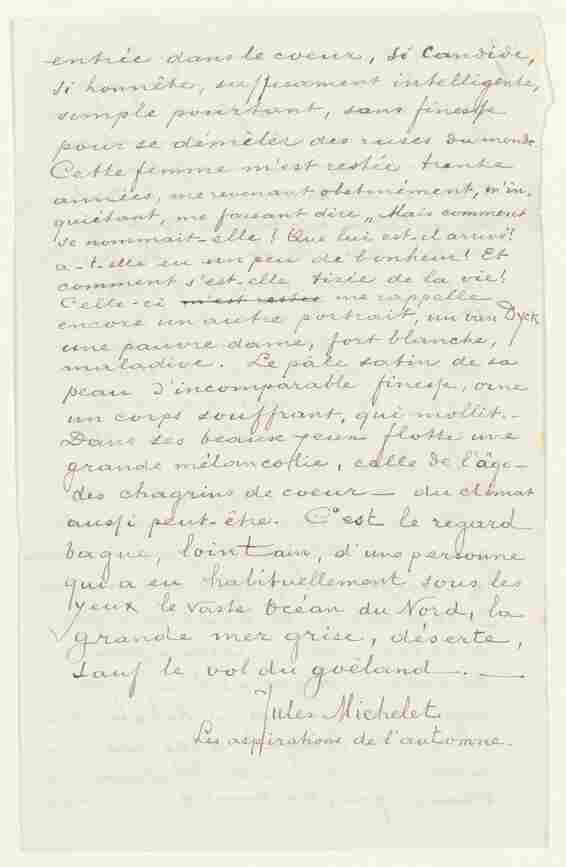 entrée dans le coeur, si candide,
si honnête, suffisament intelligente,
simple pourtant, sans finesse
pour se démêler des ruses du monde.
Cette femme m'est restée trente
années, me revenant obstinément, m'in-
quiétant, me faisant dire „Mais comment
se nommait-elle! Que lui est-il arrivé!
a-t-elle eu un peu de bonheur! Et
comment s'est-elle tirée de la vie!
Celle-ci m'est restée me rappelle
encore un autre portrait, un van Dyck
une pauvre dame, fort blanche,
maladive. Le pâle satin de sa
peau d'incomparable finesse, orne
un corps souffrant, qui mollit.-
Dans ses beaux yeux flotte une
grande mélancolie, celle de l'âge-
des chagrins de coeur - du climat
aussi peut-être. C'est le regard
vague, lointain, d'une personne
qui a eu habituellement sous les
yeux le vaste Océan du Nord, la
grande mer grise, déserte,
sauf le vol du goëland. -
Jules Michelet
Les aspirations de l'automne.